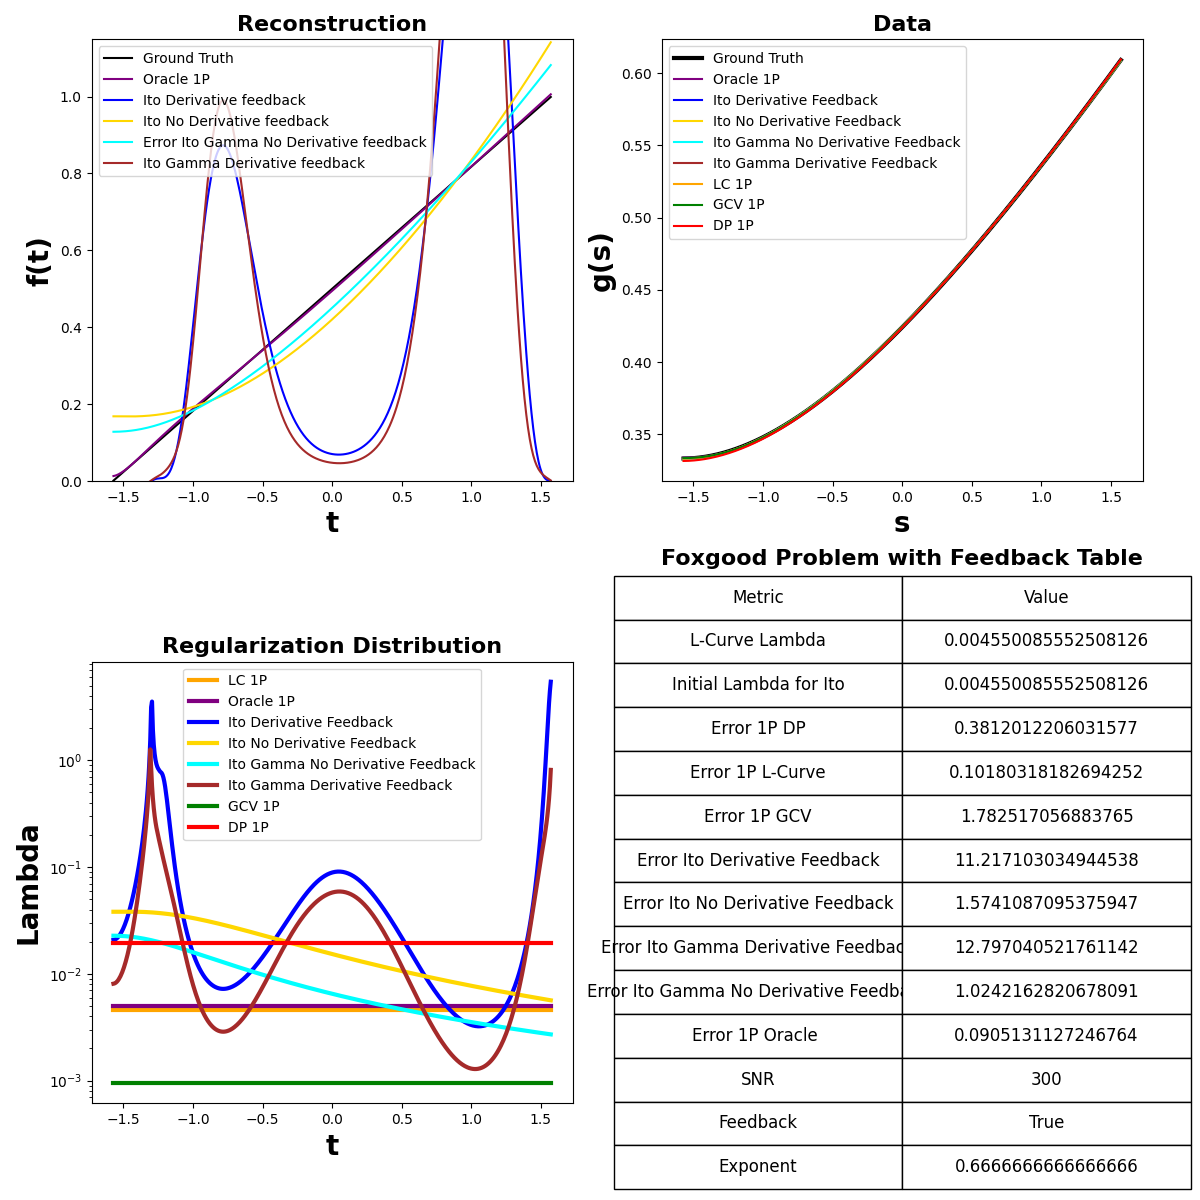 Reconstruction
Ground Truth
Oracle 1P
Ito Derivative feedback
Ito No Derivative feedback
Error Ito Gamma No Derivative feedback
Ito Gamma Derivative feedback
f(t)
1.0
0.8
0.6
0.4
0.2
0.0
−1.5 −1.0 −0.5 0.0 0.5 1.0 1.5
t
Data
Ground Truth
Oracle 1P
Ito Derivative Feedback
Ito No Derivative Feedback
Ito Gamma No Derivative Feedback
Ito Gamma Derivative Feedback
LC 1P
GCV 1P
DP 1P
g(s)
0.60
0.55
0.50
0.45
0.40
0.35
−1.5 −1.0 −0.5 0.0 0.5 1.0 1.5
s
Regularization Distribution
LC 1P
Oracle 1P
Ito Derivative Feedback
Ito No Derivative Feedback
Ito Gamma No Derivative Feedback
Ito Gamma Derivative Feedback
GCV 1P
DP 1P
Lambda
10⁰
10⁻¹
10⁻²
10⁻³
−1.5 −1.0 −0.5 0.0 0.5 1.0 1.5
t
Foxgood Problem with Feedback Table
Metric Value
L-Curve Lambda 0.004550085552508126
Initial Lambda for Ito 0.004550085552508126
Error 1P DP 0.3812012206031577
Error 1P L-Curve 0.10180318182694252
Error 1P GCV 1.782517056883765
Error Ito Derivative Feedback 11.217103034944538
Error Ito No Derivative Feedback 1.5741087095375947
Error Ito Gamma Derivative Feedbac 12.797040521761142
Error Ito Gamma No Derivative Feedba 1.0242162820678091
Error 1P Oracle 0.0905131127246764
SNR 300
Feedback True
Exponent 0.6666666666666666